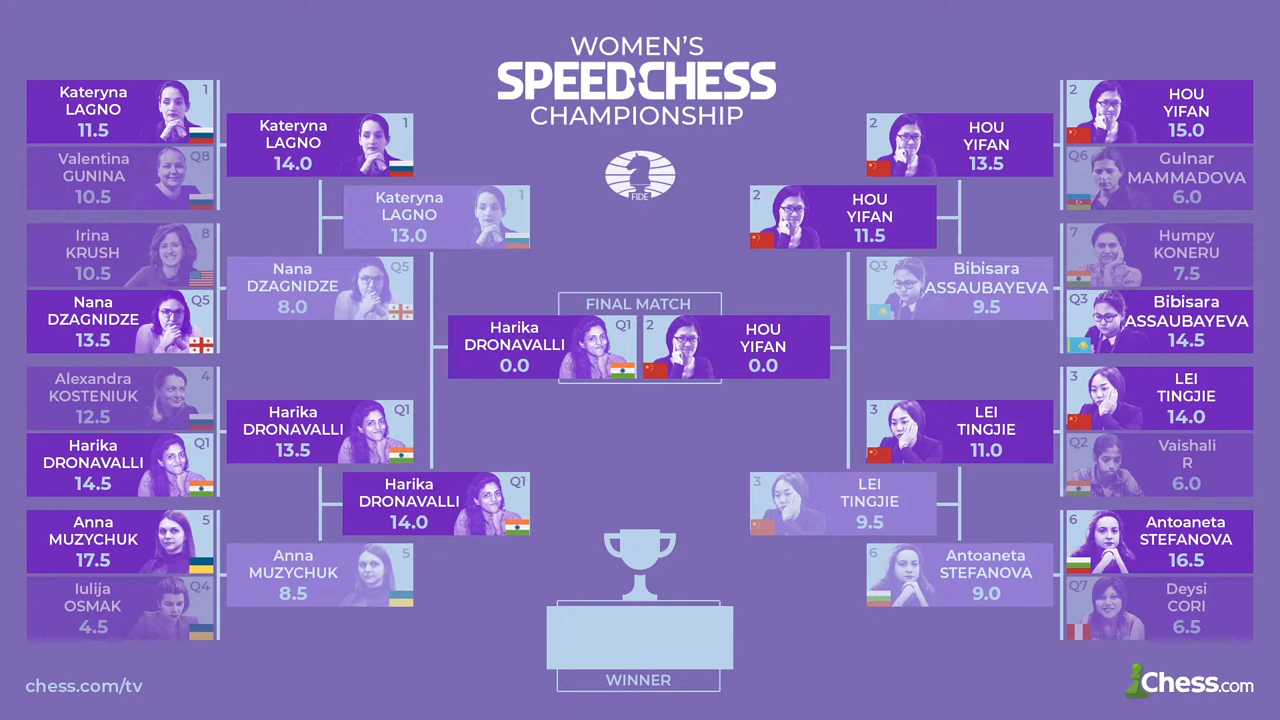 WOMEN'S
SPEEDCHESS
CHAMPIONSHIP
FIDE
Kateryna
LAGNO
11.5
1
Valentina
GUNINA
10.5
Q8
Irina
KRUSH
10.5
8
Nana
DZAGNIDZE
13.5
Q5
Alexandra
KOSTENIUK
12.5
4
Harika
DRONAVALLI
14.5
Q1
Anna
MUZYCHUK
17.5
5
Iulija
OSMAK
4.5
Q4
Kateryna
LAGNO
14.0
1
Nana
DZAGNIDZE
8.0
Q5
Harika
DRONAVALLI
13.5
Q1
Anna
MUZYCHUK
8.5
5
Kateryna
LAGNO
13.0
1
Harika
DRONAVALLI
14.0
Q1
FINAL MATCH
Harika
DRONAVALLI
0.0
Q1
2
HOU
YIFAN
0.0
2
HOU
YIFAN
11.5
3
LEI
TINGJIE
9.5
2
HOU
YIFAN
13.5
Q3
Bibisara
ASSAUBAYEVA
9.5
3
LEI
TINGJIE
11.0
6
Antoaneta
STEFANOVA
9.0
2
HOU
YIFAN
15.0
Q6
Gulnar
MAMMADOVA
6.0
7
Humpy
KONERU
7.5
Q3
Bibisara
ASSAUBAYEVA
14.5
3
LEI
TINGJIE
14.0
Q2
Vaishali
R
6.0
6
Antoaneta
STEFANOVA
16.5
Q7
Deysi
CORI
6.5
WINNER
chess.com/tv
Chess.com